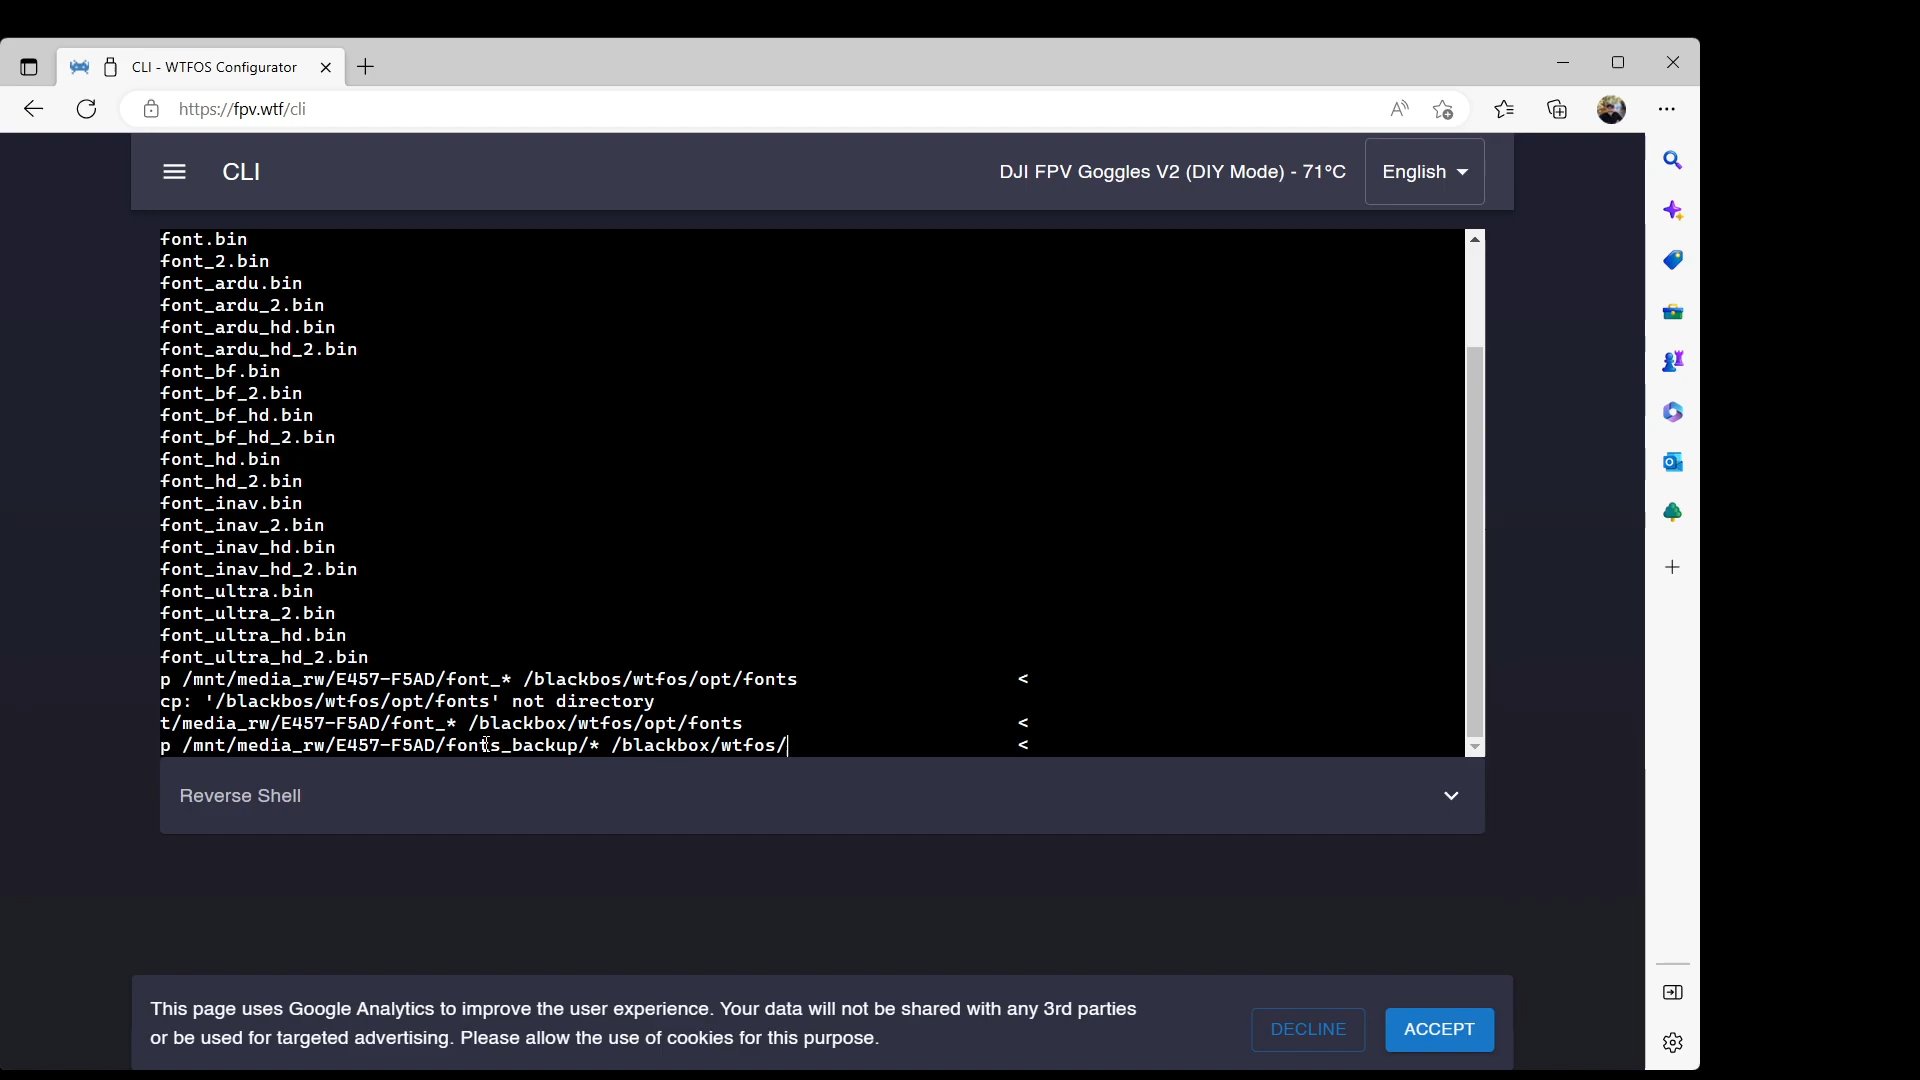 CLI - WTFOS Configurator
https://fpv.wtf/cli
CLI
DJI FPV Goggles V2 (DIY Mode) - 71°C
English
font.bin
font_2.bin
font_ardu.bin
font_ardu_2.bin
font_ardu_hd.bin
font_ardu_hd_2.bin
font_bf.bin
font_bf_2.bin
font_bf_hd.bin
font_bf_hd_2.bin
font_hd.bin
font_hd_2.bin
font_inav.bin
font_inav_2.bin
font_inav_hd.bin
font_inav_hd_2.bin
font_ultra.bin
font_ultra_2.bin
font_ultra_hd.bin
font_ultra_hd_2.bin
p /mnt/media_rw/E457-F5AD/font_* /blackbos/wtfos/opt/fonts <
cp: '/blackbos/wtfos/opt/fonts' not directory
t/media_rw/E457-F5AD/font_* /blackbox/wtfos/opt/fonts <
p /mnt/media_rw/E457-F5AD/fonts_backup/* /blackbox/wtfos/ <
Reverse Shell
This page uses Google Analytics to improve the user experience. Your data will not be shared with any 3rd parties
or be used for targeted advertising. Please allow the use of cookies for this purpose.
DECLINE
ACCEPT